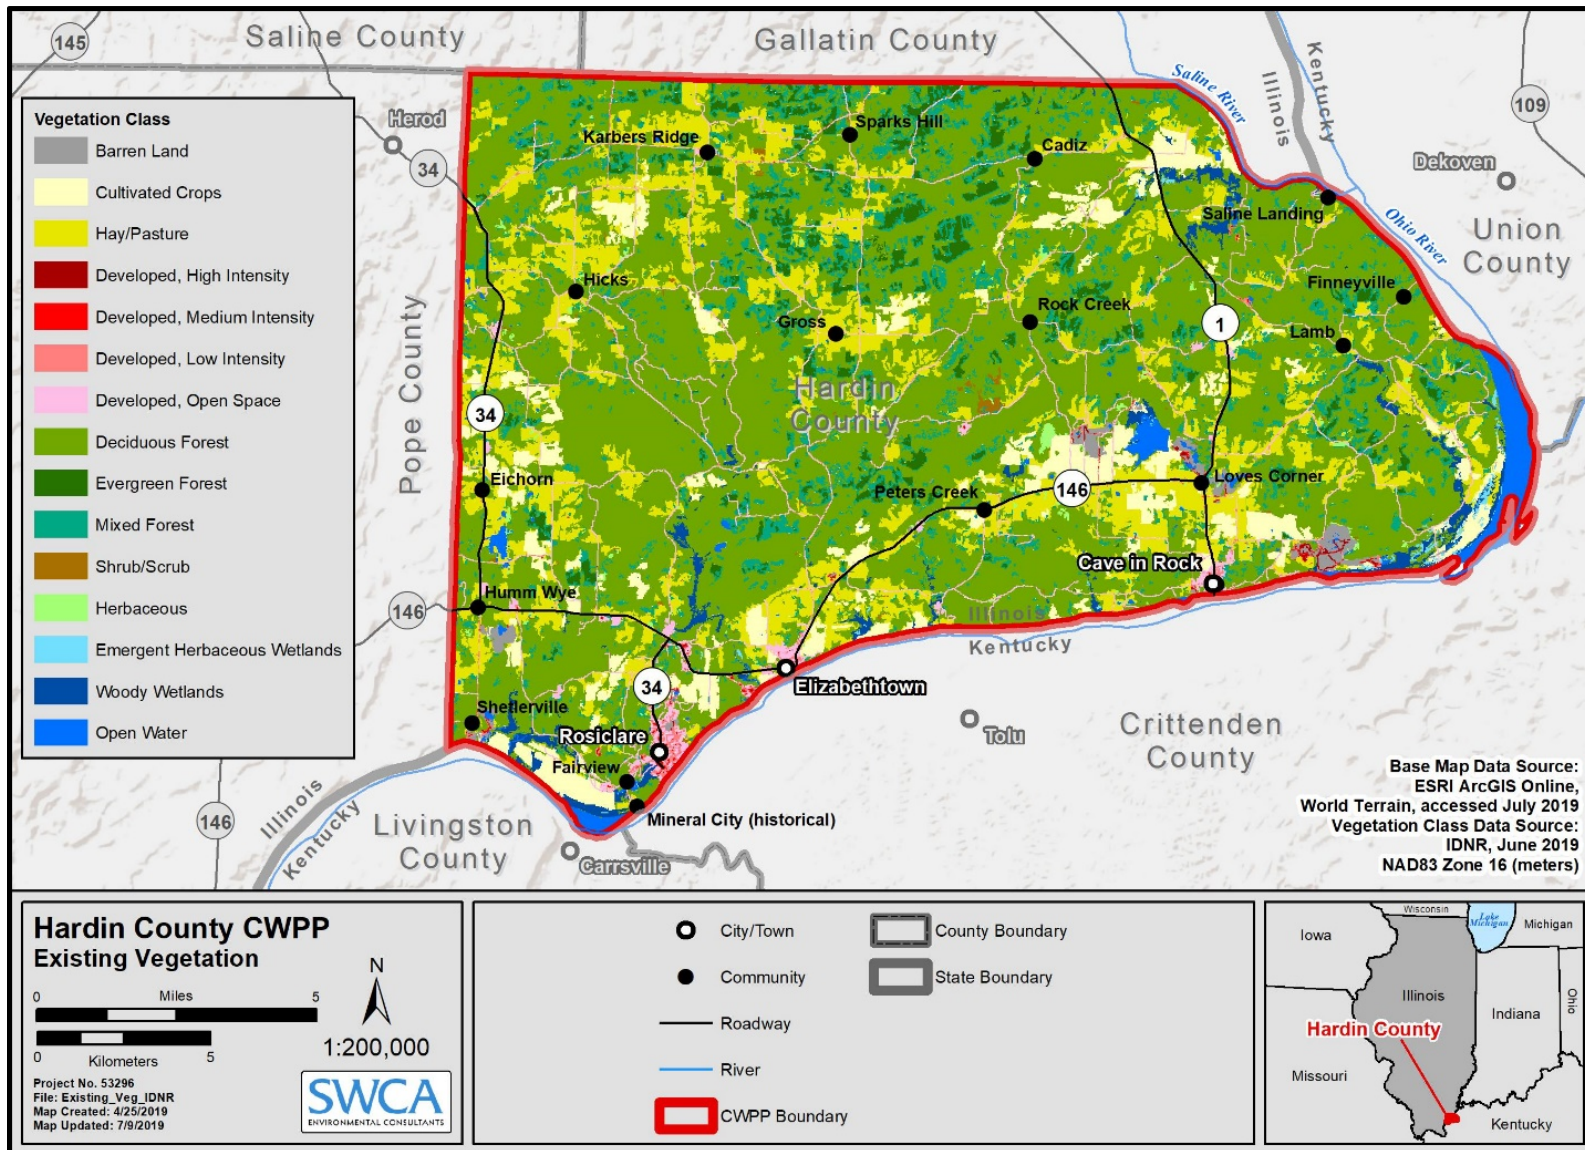 145
Saline County
Gallatin County
Saline River
Illinois
Kentucky
109
Vegetation Class
Barren Land
Cultivated Crops
Hay/Pasture
Developed, High Intensity
Developed, Medium Intensity
Developed, Low Intensity
Developed, Open Space
Deciduous Forest
Evergreen Forest
Mixed Forest
Shrub/Scrub
Herbaceous
Emergent Herbaceous Wetlands
Woody Wetlands
Open Water
Herod
34
Karbers Ridge
Sparks Hill
Cadiz
Saline Landing
Dekoven
Ohio River
Union
County
Finneyville
Hicks
Gross
Rock Creek
1
Lamb
Pope County
Hardin
County
34
Eichorn
Peters Creek
146
Loves Corner
Cave in Rock
146
Humm Wye
Illinois
Kentucky
34
Elizabethtown
Shetlerville
Rosiclare
Fairview
Mineral City (historical)
Tolu
Crittenden
County
146
Illinois
Kentucky
Livingston
County
Carrsville
Base Map Data Source:
ESRI ArcGIS Online,
World Terrain, accessed July 2019
Vegetation Class Data Source:
IDNR, June 2019
NAD83 Zone 16 (meters)
Hardin County CWPP
Existing Vegetation
N
0 Miles 5
0 Kilometers 5
1:200,000
Project No. 53296
File: Existing_Veg_IDNR
Map Created: 4/25/2019
Map Updated: 7/9/2019
SWCA
ENVIRONMENTAL CONSULTANTS
City/Town
Community
Roadway
River
CWPP Boundary
County Boundary
State Boundary
Wisconsin
Lake
Michigan
Michigan
Iowa
Illinois
Indiana
Ohio
Hardin County
Missouri
Kentucky